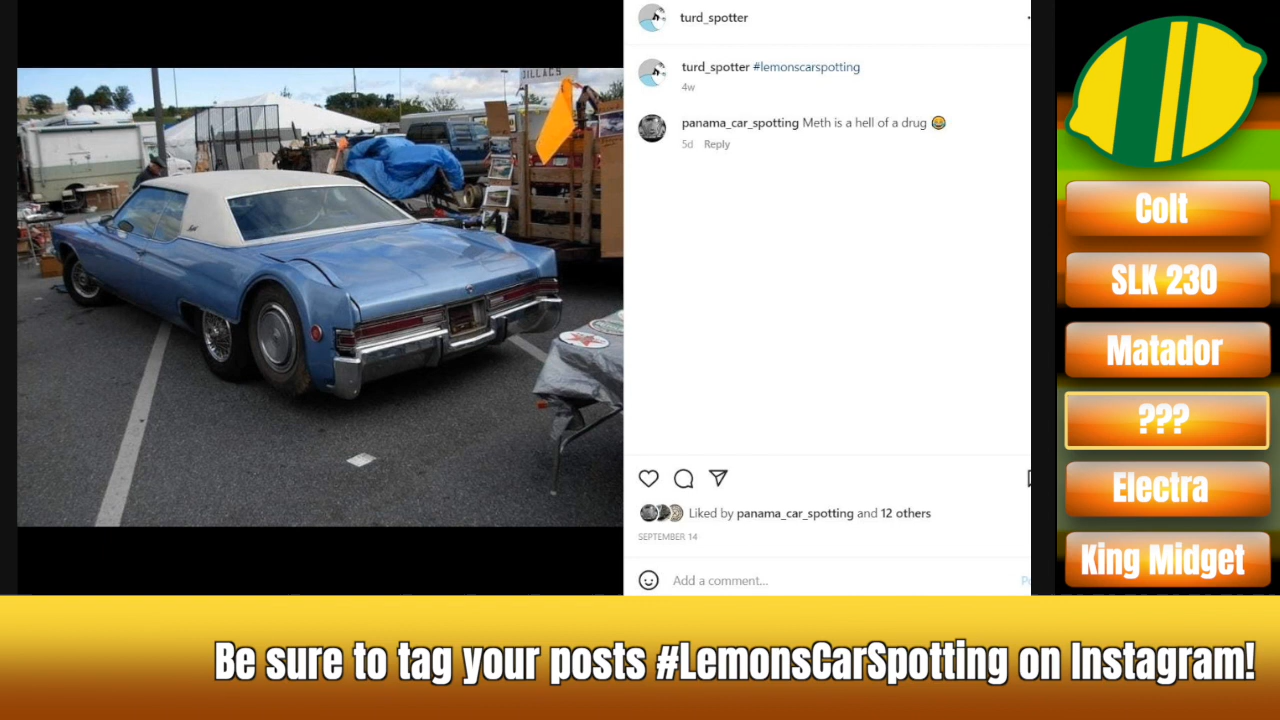 turd_spotter
turd_spotter #lemonscarspotting
4w
panama_car_spotting Meth is a hell of a drug 😂
5d Reply
Liked by panama_car_spotting and 12 others
SEPTEMBER 14
Add a comment...
Colt
SLK 230
Matador
???
Electra
King Midget
Be sure to tag your posts #LemonsCarSpotting on Instagram!